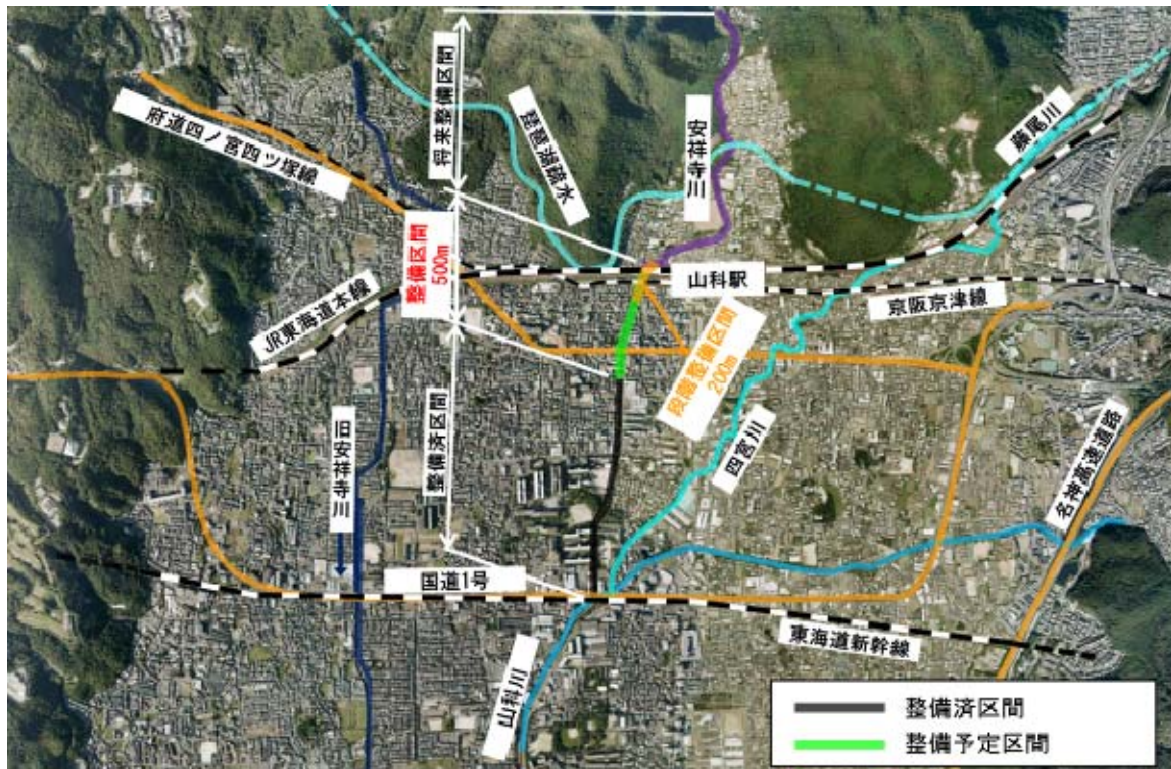 府道四ノ宮四ツ塚線
将来整備区間
琵琶湖疏水
安祥寺川
藤尾川
整備区間
500m
山科駅
京阪京津線
JR東海道本線
段階整備区間
200m
整備済区間
旧安祥寺川
四宮川
名神高速道路
国道1号
東海道新幹線
山科川
整備済区間
整備予定区間